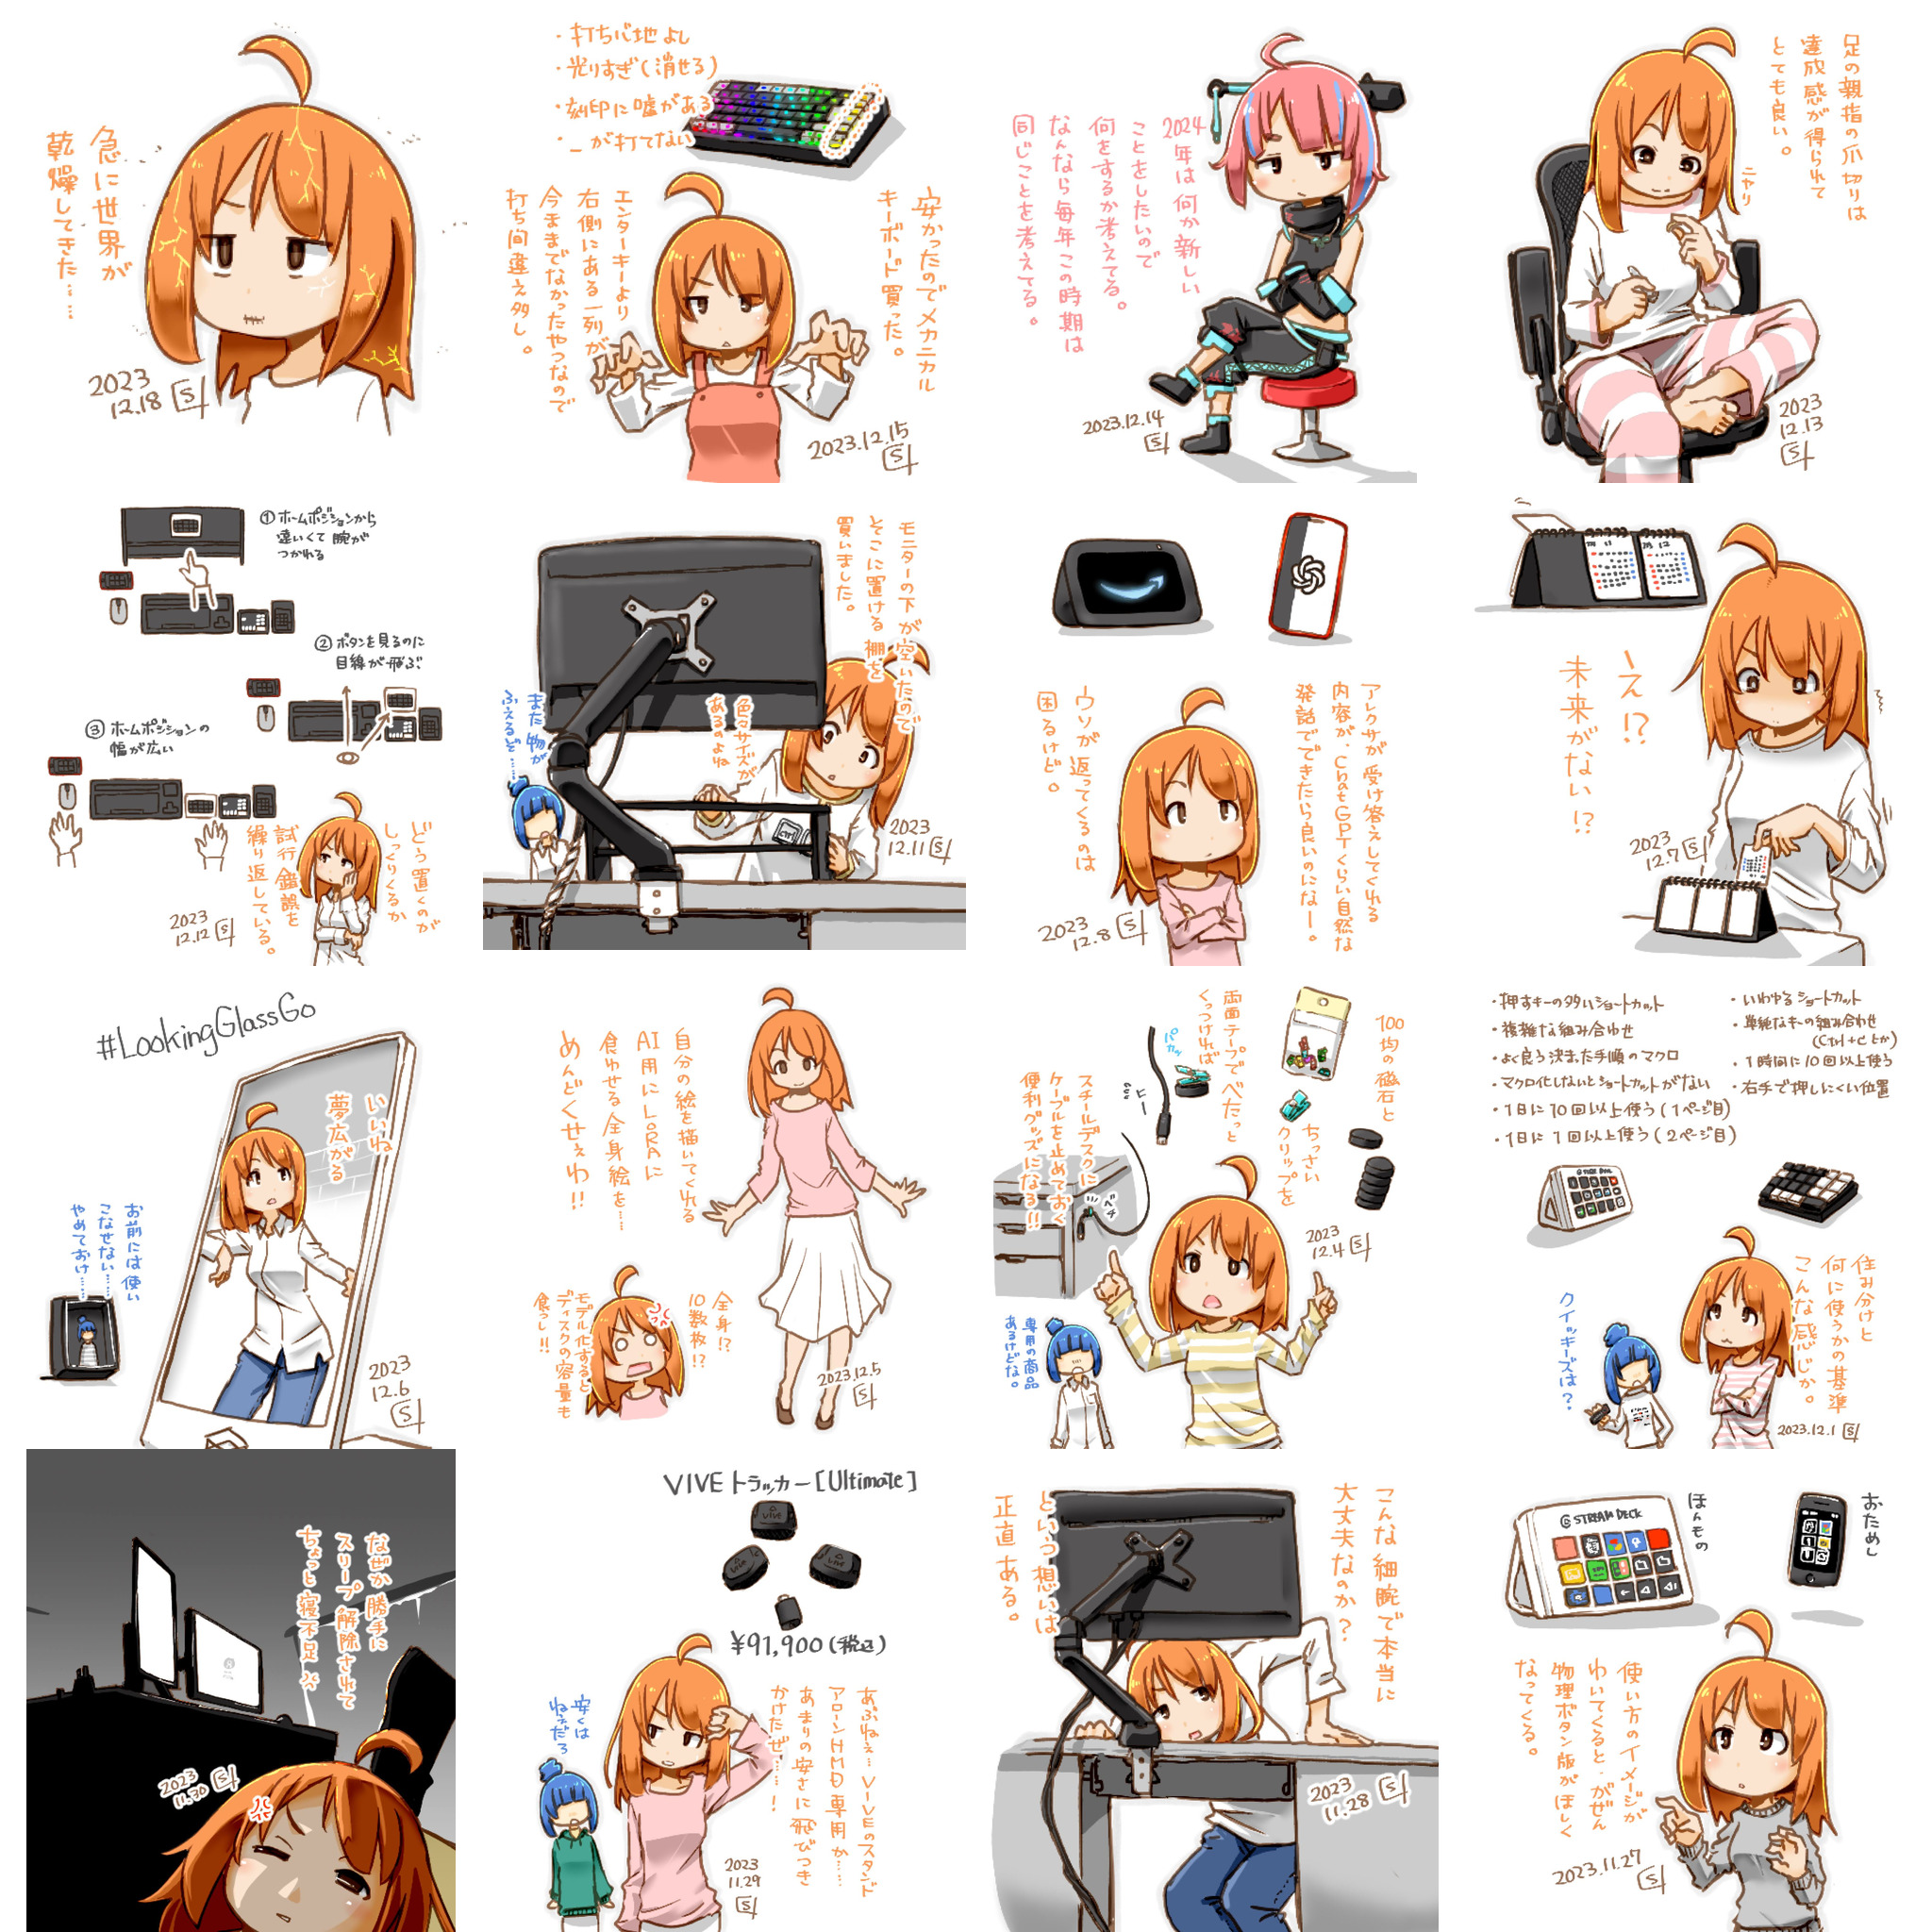 急に世界が
乾燥してきた……
2023
12.18
・打ち心地よし
・光りすぎ(消せる)
・刻印に嘘がある
・_が打てない
安かったのでメカニカル
キーボード買った。
エンターキーより
右側にある一列が
今までなかったやつなので
打ち間違え多し。
2023.12.15
2024年は何か新しい
ことをしたいので
何をするか考えてる。
なんなら毎年この時期は
同じことを考えてる。
2023.12.14
足の親指の爪切りは
達成感が得られて
とても良い。
ニヤリ
2023
12.13
①ホームポジションから
遠いくて腕が
つかれる
②ボタンを見るのに
目線が飛ぶ
③ホームポジションの
幅が広い
どう置くのが
しっくりくるか
試行錯誤を
繰り返している。
2023
12.12
モニターの下が空いたので
そこに置ける棚を
買いました。
色々サイズが
あるのよね
また物が
ふえるぞ……
Ctrl
2023
12.11
アレクサが受け答えしてくれる
内容が、ChatGPTくらい自然な
発話でできたら良いのになー。
ウソが返ってくるのは
困るけど。
2023
12.8
え!?
未来がない!?
2023
12.7
#LookingGlassGo
いいね
夢広がる
お前には使い
こなせない……
やめておけ……
2023
12.6
自分の絵を描いてくれる
AI用にLoRAに
食わせる全身絵を……
めんどくせぇわ!!
全身!?
10数枚!?
モデル化すると
ディスクの容量も
食うし!!
2023.12.5
100均の磁石と
ちっさい
クリップを
両面テープでべたっと
くっつければ
スチールデスクに
ケーブルを止めておく
便利グッズになる!!
パカッ
ヒー
ベチ
専用の商品
あるけどな。
2023
12.4
・押すキーの多いショートカット
・複雑な組み合わせ
・よく良う決まった手順のマクロ
・マクロ化しないとショートカットがない
・1日に10回以上使う(1ページ目)
・1日に1回以上使う(2ページ目)
・いわゆるショートカット
・単純なキーの組み合わせ
(Ctrl+Cとか)
・1時間に10回以上使う
・右手で押しにくい位置
住み分けと
何に使うかの基準
こんな感じか。
クイッキーズは?
2023.12.1
なぜか勝手に
スリープ解除されて
ちょっと寝不足
2023
11.30
VIVEトラッカー[Ultimate]
VIVE
VIVE
VIVE
¥91,900(税込)
あぶねぇ…VIVEのスタンド
アローンHMD専用か……
あまりの安さに飛びつき
かけたぜ……!
安くは
ねぇだろ
2023
11.29
こんな細腕で本当に
大丈夫なのか?
という想いは
正直ある。
2023
11.28
ほんもの
STREAM DECK
おためし
使い方のイメージが
わいてくると、がぜん
物理ボタン版がほしく
なってくる。
2023.11.27